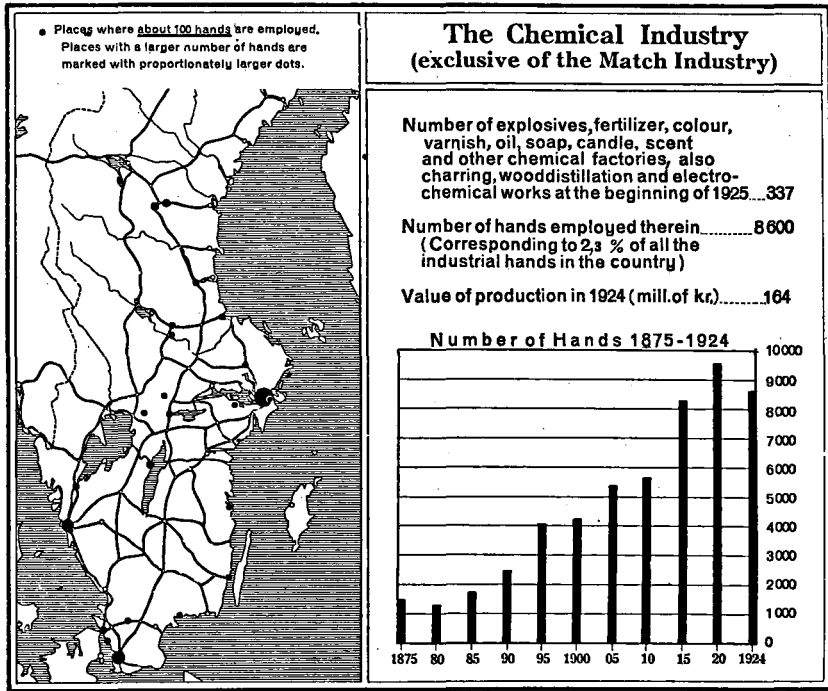 • Places where about 100 hands are employed.
Places with a larger number of hands are
marked with proportionately larger dots.
The Chemical Industry
(exclusive of the Match Industry)
Number of explosives, fertilizer, colour,
varnish, oil, soap, candle, scent
and other chemical factories, also
charring, wooddistillation and electro-
chemical works at the beginning of 1925....337
Number of hands employed therein..........8600
(Corresponding to 2,3 % of all the
industrial hands in the country)
Value of production in 1924 (mill. of kr.)........164
Number of Hands 1875-1924
10000
9000
8000
7000
6000
5000
4000
3000
2000
1000
0
1875 80 85 90 95 1900 05 10 15 20 1924